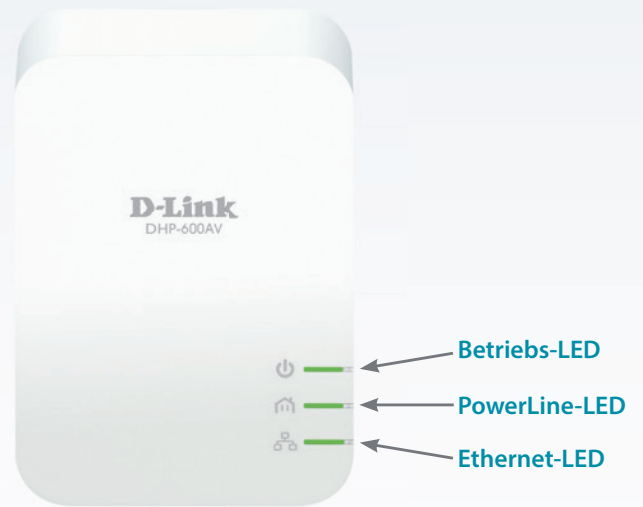 D-Link
DHP-600AV
Betriebs-LED
PowerLine-LED
Ethernet-LED